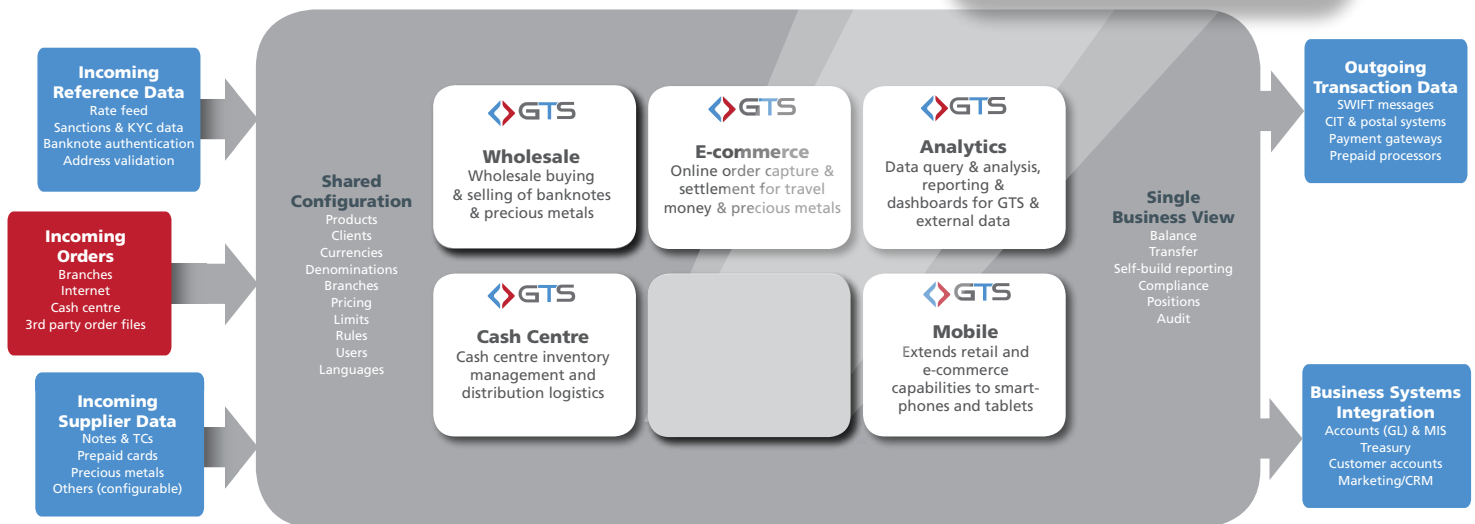 Incoming
Reference Data
Rate feed
Sanctions & KYC data
Banknote authentication
Address validation
Incoming
Orders
Branches
Internet
Cash centre
3rd party order files
Incoming
Supplier Data
Notes & TCs
Prepaid cards
Precious metals
Others (configurable)
Shared
Configuration
Products
Clients
Currencies
Denominations
Branches
Pricing
Limits
Rules
Users
Languages
GTS
Wholesale
Wholesale buying
& selling of banknotes
& precious metals
GTS
E-commerce
Online order capture &
settlement for travel
money & precious metals
GTS
Analytics
Data query & analysis,
reporting &
dashboards for GTS &
external data
GTS
Cash Centre
Cash centre inventory
management and
distribution logistics
GTS
Mobile
Extends retail and
e-commerce
capabilities to smart-
phones and tablets
Single
Business View
Balance
Transfer
Self-build reporting
Compliance
Positions
Audit
Outgoing
Transaction Data
SWIFT messages
CIT & postal systems
Payment gateways
Prepaid processors
Business Systems
Integration
Accounts (GL) & MIS
Treasury
Customer accounts
Marketing/CRM